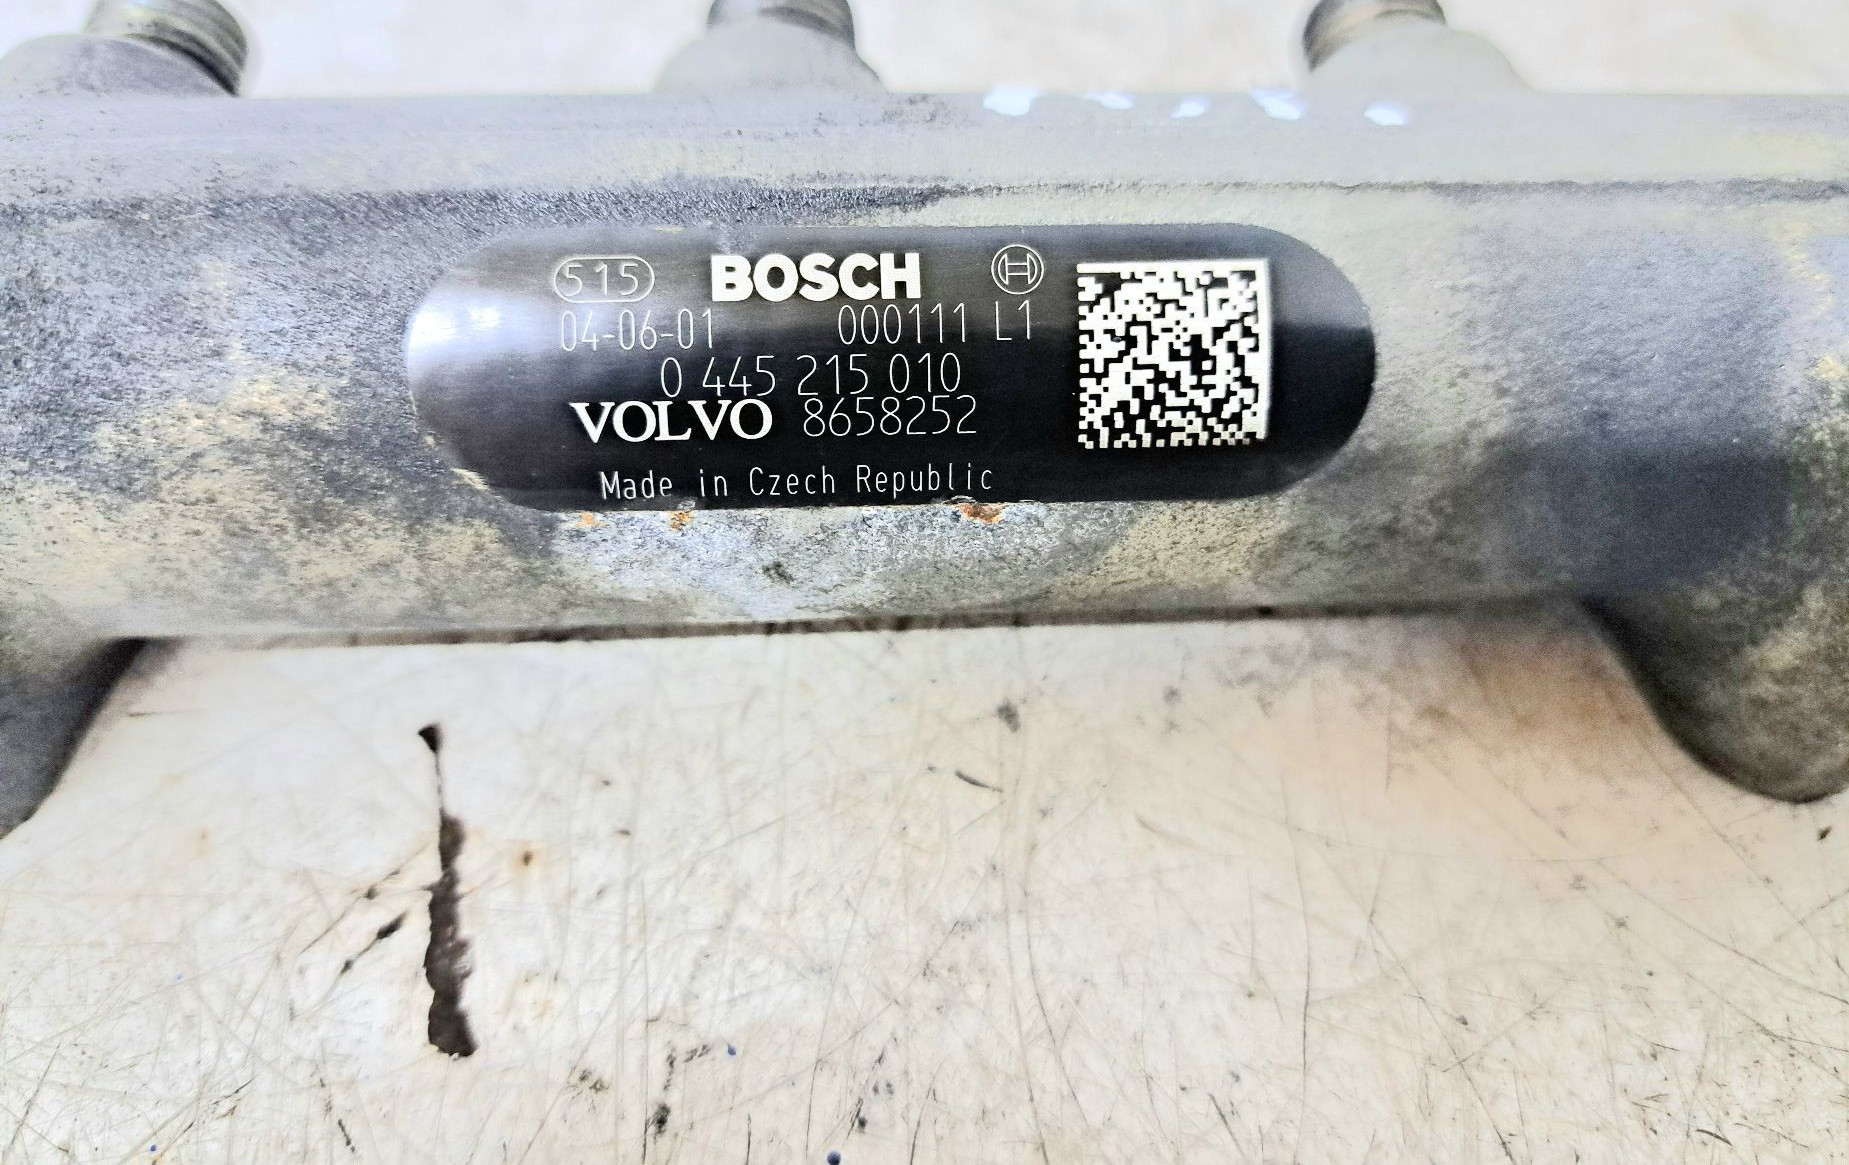 515 BOSCH
04-06-01 000111 L1
0 445 215 010
VOLVO 8658252
Made in Czech Republic